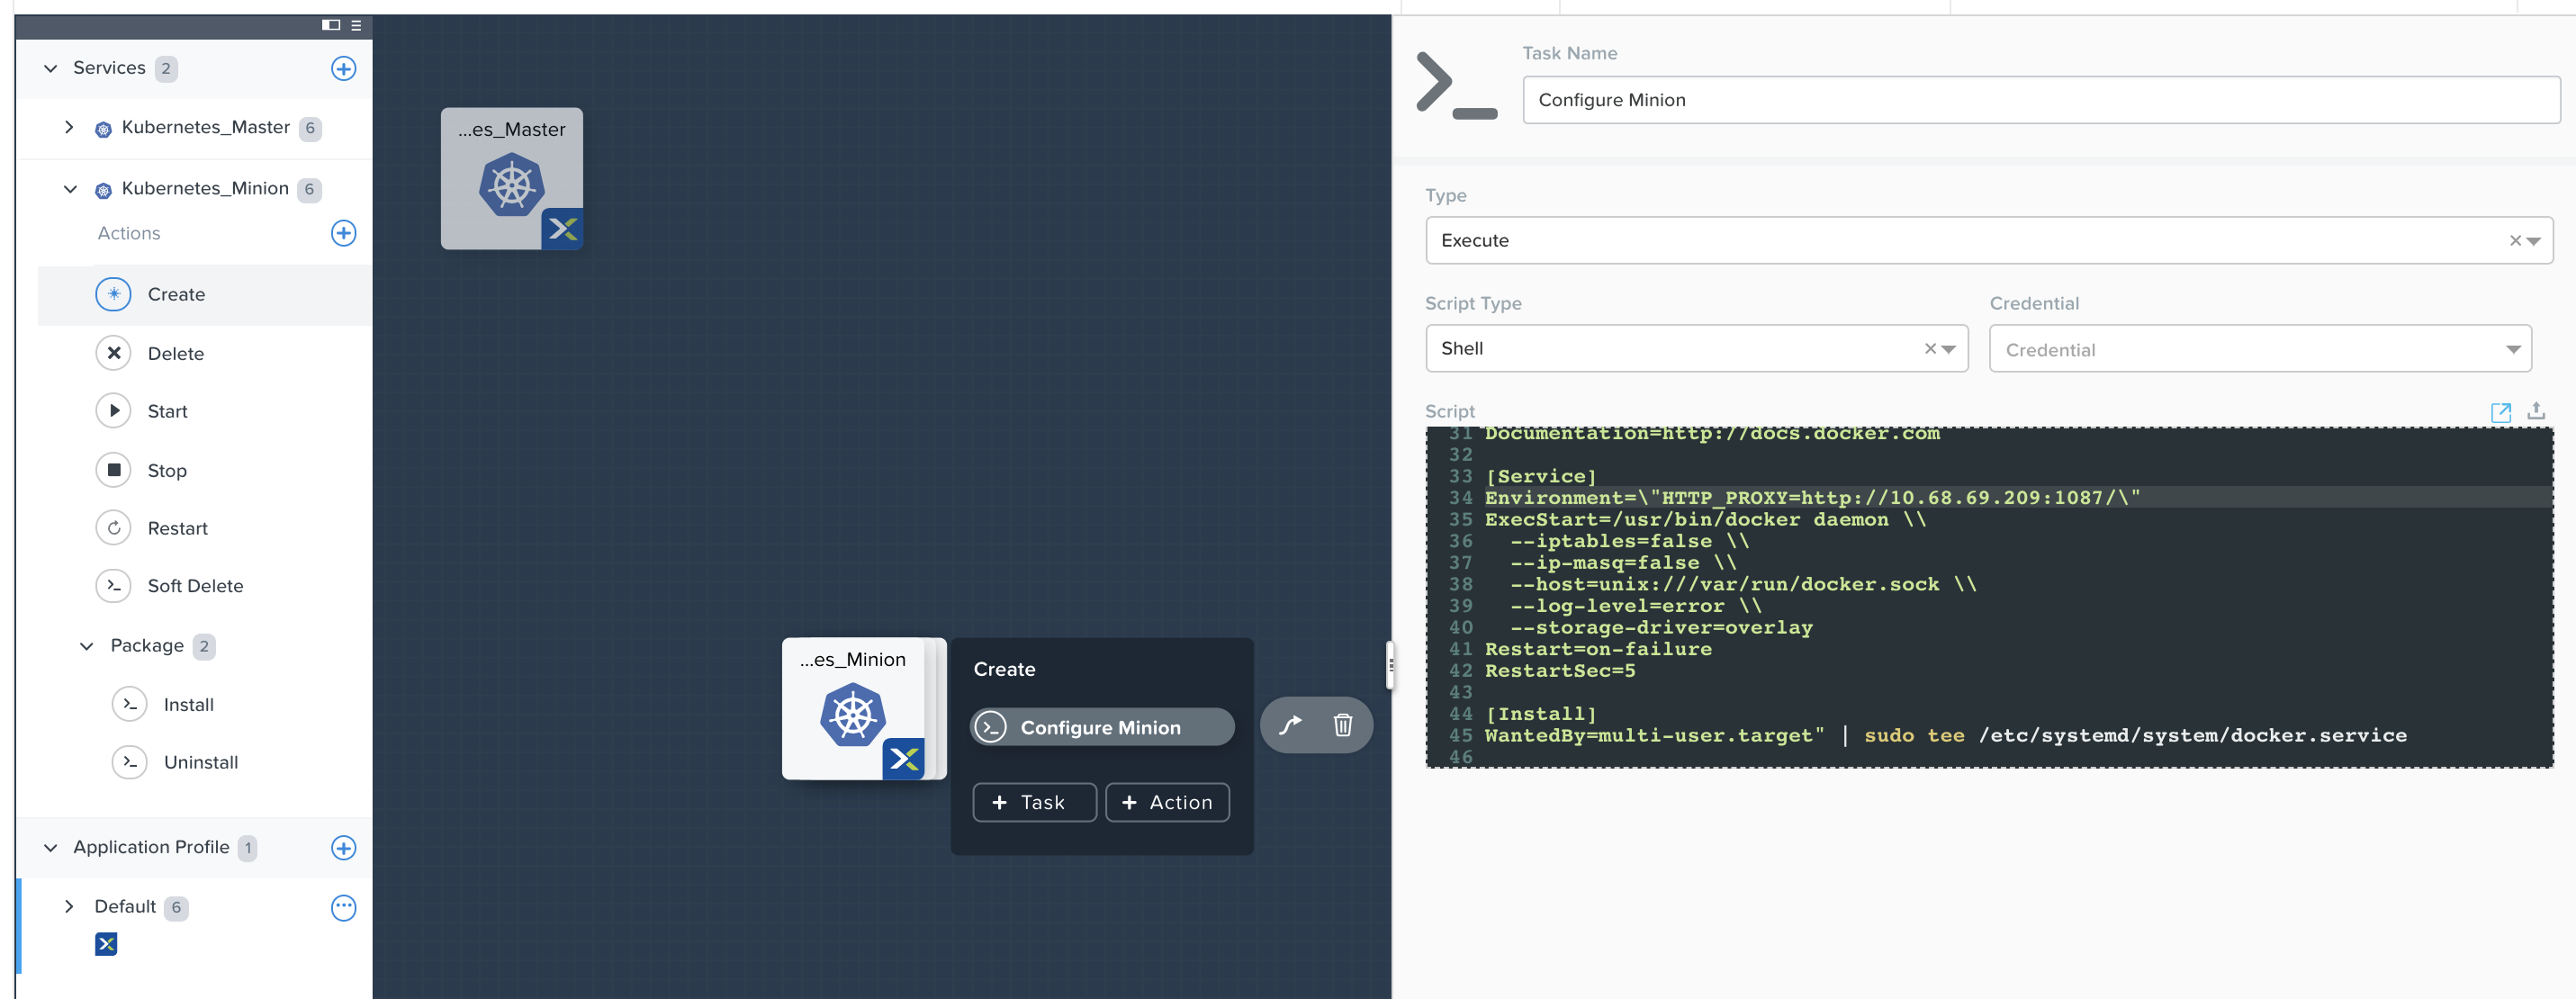 Services 2
Kubernetes_Master 6
Kubernetes_Minion 6
Actions
Create
Delete
Start
Stop
Restart
Soft Delete
Package 2
Install
Uninstall
Application Profile 1
Default 6
...es_Master
...es_Minion
Create
Configure Minion
+ Task
+ Action
Task Name
Configure Minion
Type
Execute
Script Type
Credential
Shell
Credential
Script
31 Documentation=http://docs.docker.com
32
33 [Service]
34 Environment=\"HTTP_PROXY=http://10.68.69.209:1087/\"
35 ExecStart=/usr/bin/docker daemon \\
36   --iptables=false \\
37   --ip-masq=false \\
38   --host=unix:///var/run/docker.sock \\
39   --log-level=error \\
40   --storage-driver=overlay
41 Restart=on-failure
42 RestartSec=5
43
44 [Install]
45 WantedBy=multi-user.target" | sudo tee /etc/systemd/system/docker.service
46